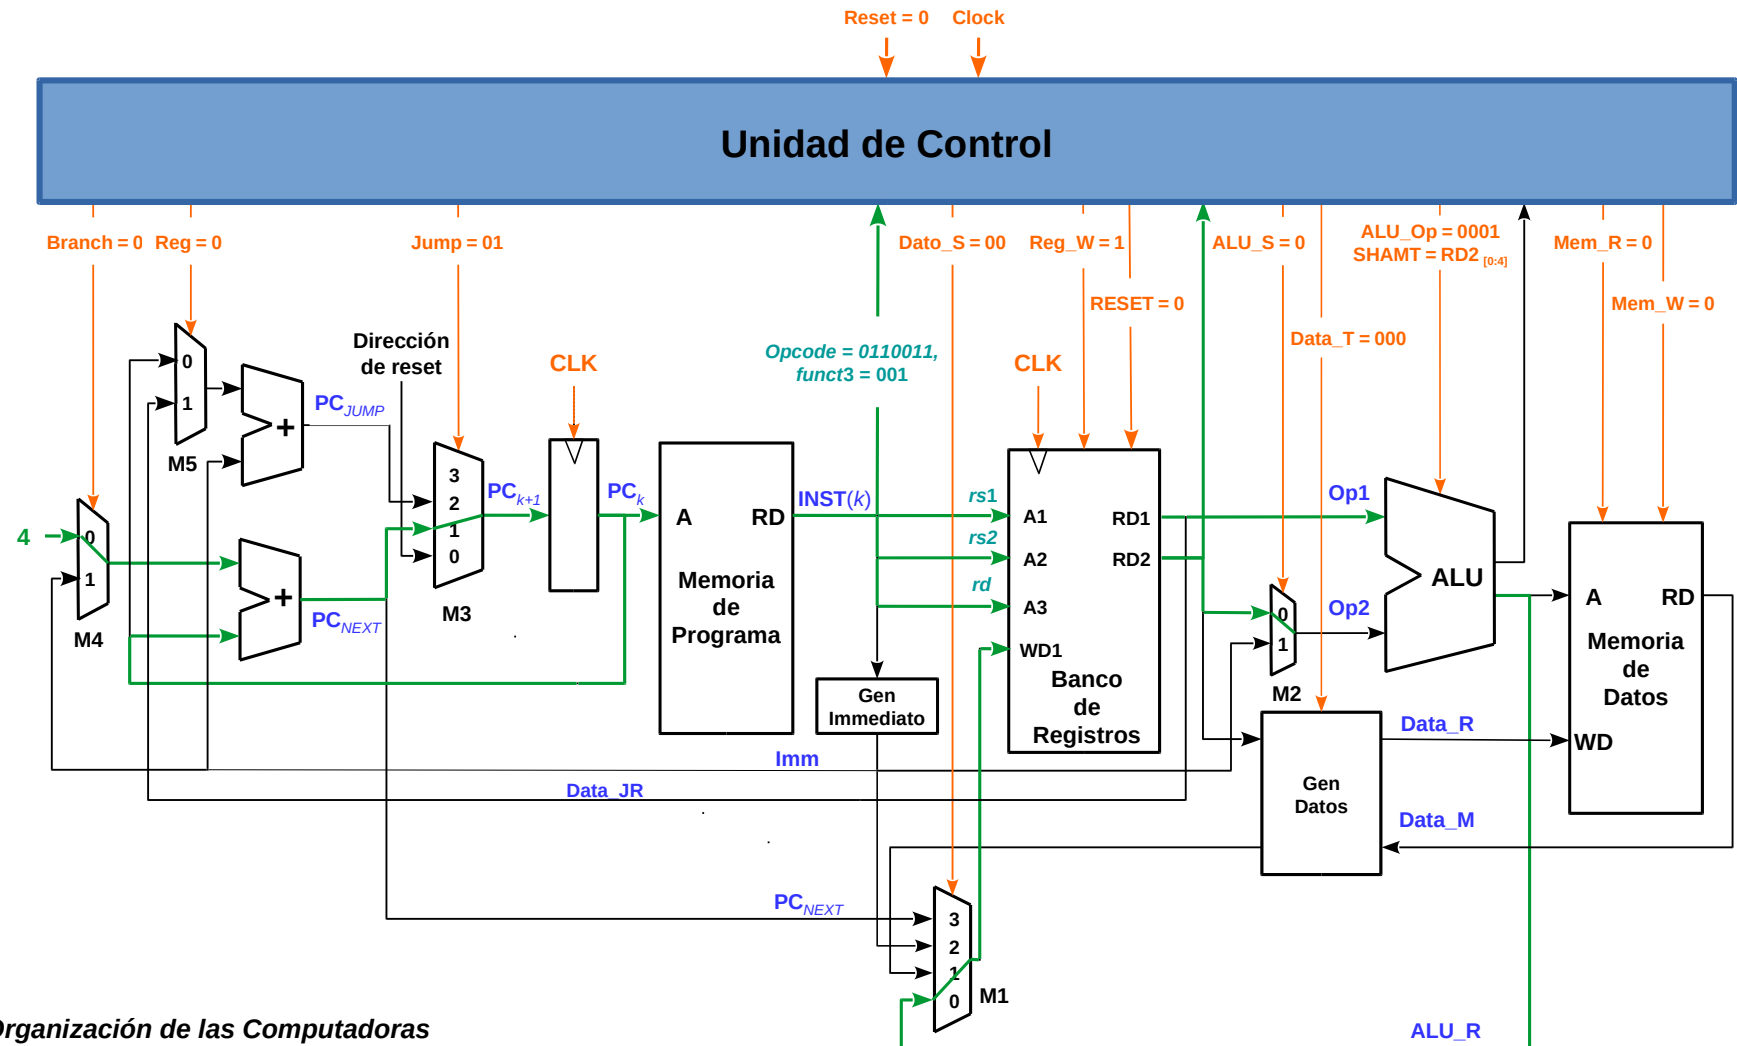 Reset = 0 Clock
Unidad de Control
Branch = 0 Reg = 0 Jump = 01 Dato_S = 00 Reg_W = 1 ALU_S = 0 ALU_Op = 0001 Mem_R = 0
SHAMT = RD2 [0:4]
RESET = 0 Mem_W = 0
Data_T = 000
Dirección
de reset
Opcode = 0110011,
funct3 = 001
CLK
CLK
0
1
M5
+
PCJUMP
3
2
1
0
M3
PCk+1
PCk
A RD
Memoria
de
Programa
INST(k)
rs1
rs2
rd
A1 RD1
A2 RD2
A3
WD1
Banco
de
Registros
Op1
Op2
ALU
A RD
Memoria
de
Datos
WD
4
0
1
M4
+
PCNEXT
0
1
M2
Gen
Immediato
Gen
Datos
Data_R
Data_M
Imm
Data_JR
PCNEXT
3
2
1
0
M1
Organización de las Computadoras
ALU_R